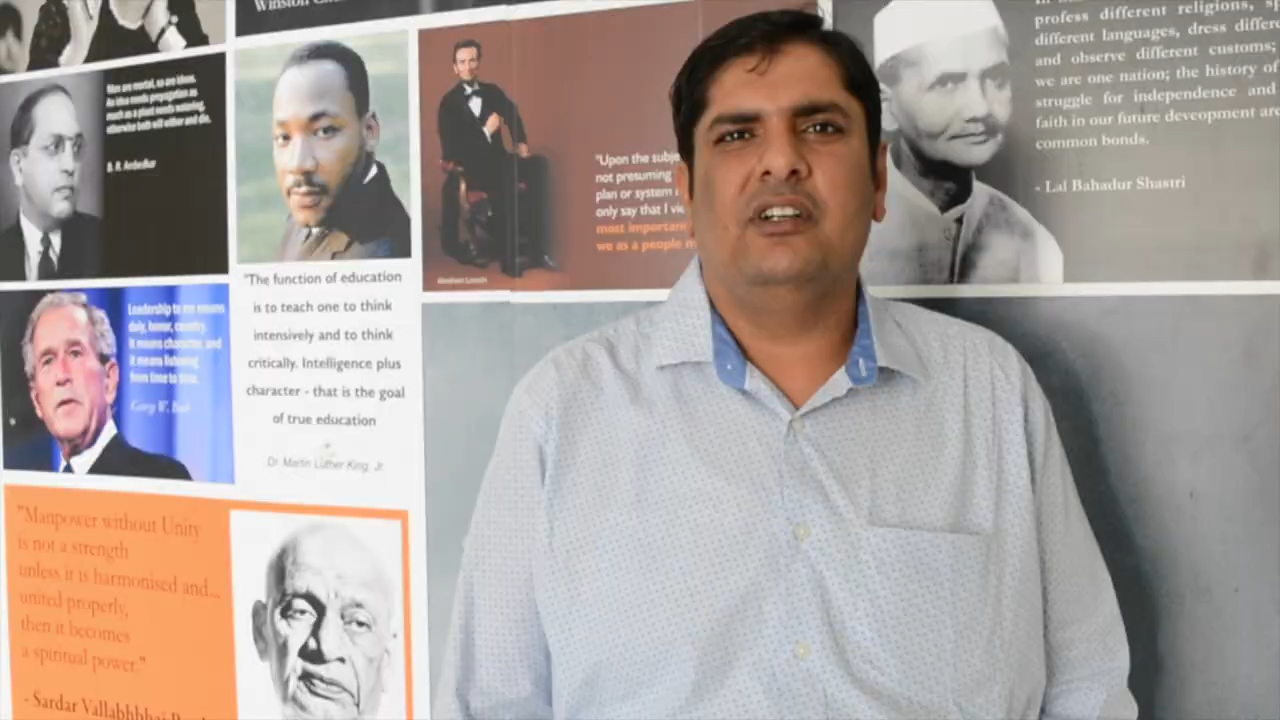 Winston
Men are mortal, so are ideas.
An idea needs propagation as
much as a plant needs watering,
otherwise both will wither and die.
B. R. Ambedkar
"Upon the subje
not presuming
plan or system
only say that I vie
most important
we as a people m
Abraham Lincoln
profess different religions, sp
different languages, dress differ
and observe different customs;
we are one nation; the history of
struggle for independence and
faith in our future deveopment are
common bonds.
- Lal Bahadur Shastri
"The function of education
is to teach one to think
intensively and to think
critically. Intelligence plus
character - that is the goal
of true education
Dr. Martin Luther King, Jr.
Leadership to me means
duty, honor, country.
It means character, and
it means listening
from time to time.
"Manpower without Unity
is not a strength
unless it is harmonised and...
united properly,
then it becomes
a spiritual power."
- Sardar Vallabhbhai